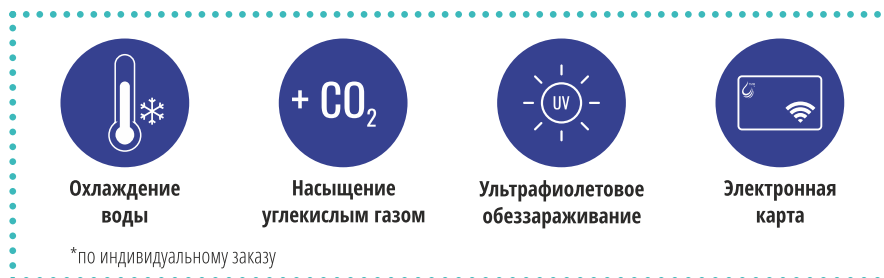 + CO₂
UV
Охлаждение
воды
Насыщение
углекислым газом
Ультрафиолетовое
обеззараживание
Электронная
карта
*по индивидуальному заказу